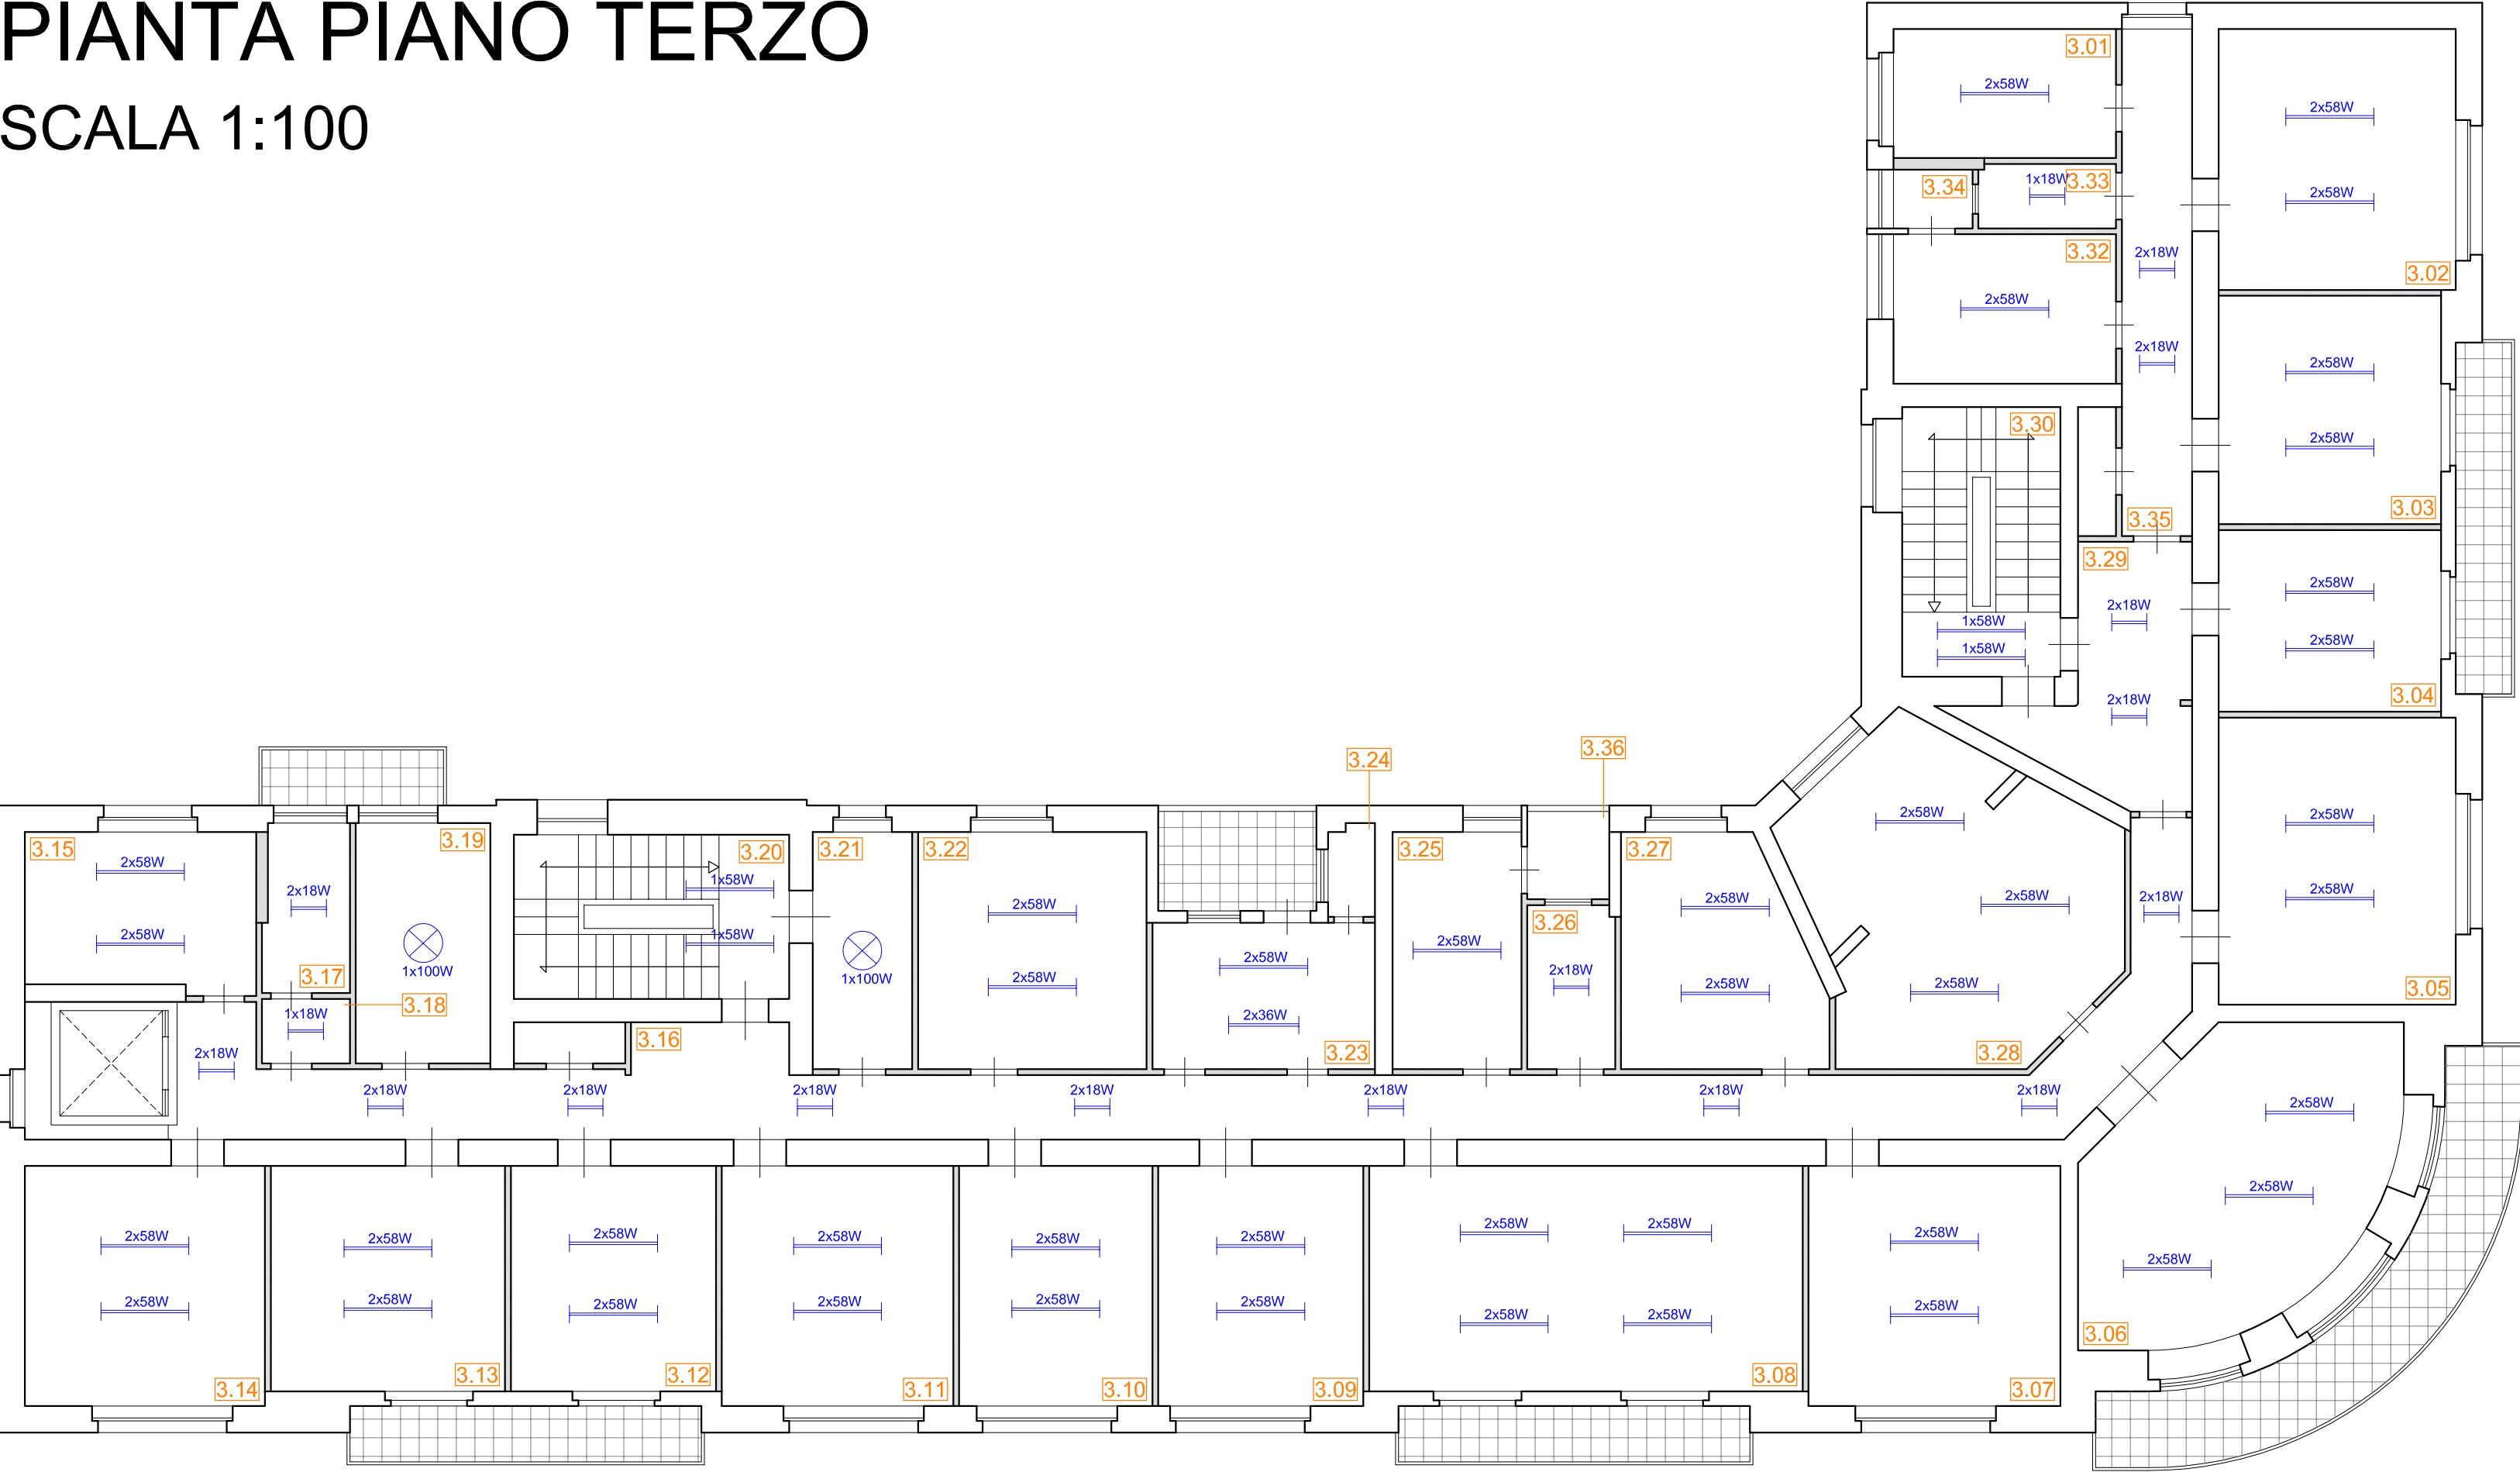 PIANTA PIANO TERZO
SCALA 1:100
3.01
2x58W
2x58W
2x58W
3.02
3.34
1x18W
3.33
3.32
2x58W
2x18W
2x18W
2x58W
2x58W
3.03
3.30
3.35
3.29
1x58W
1x58W
2x18W
2x18W
2x58W
2x58W
3.04
2x58W
2x58W
3.05
2x18W
3.15
2x58W
2x58W
2x18W
3.17
3.18
1x18W
2x18W
3.19
1x100W
3.20
1x58W
1x58W
3.16
3.21
1x100W
3.22
2x58W
2x58W
3.24
2x58W
2x36W
3.23
3.25
2x58W
3.36
3.26
2x18W
3.27
2x58W
2x58W
2x58W
2x58W
2x58W
3.28
2x18W
2x18W
2x18W
2x18W
2x18W
2x18W
2x18W
2x58W
2x58W
3.14
2x58W
2x58W
3.13
2x58W
2x58W
3.12
2x58W
2x58W
3.11
2x58W
2x58W
3.10
2x58W
2x58W
3.09
2x58W
2x58W
2x58W
2x58W
3.08
2x58W
2x58W
3.07
2x58W
2x58W
2x58W
3.06